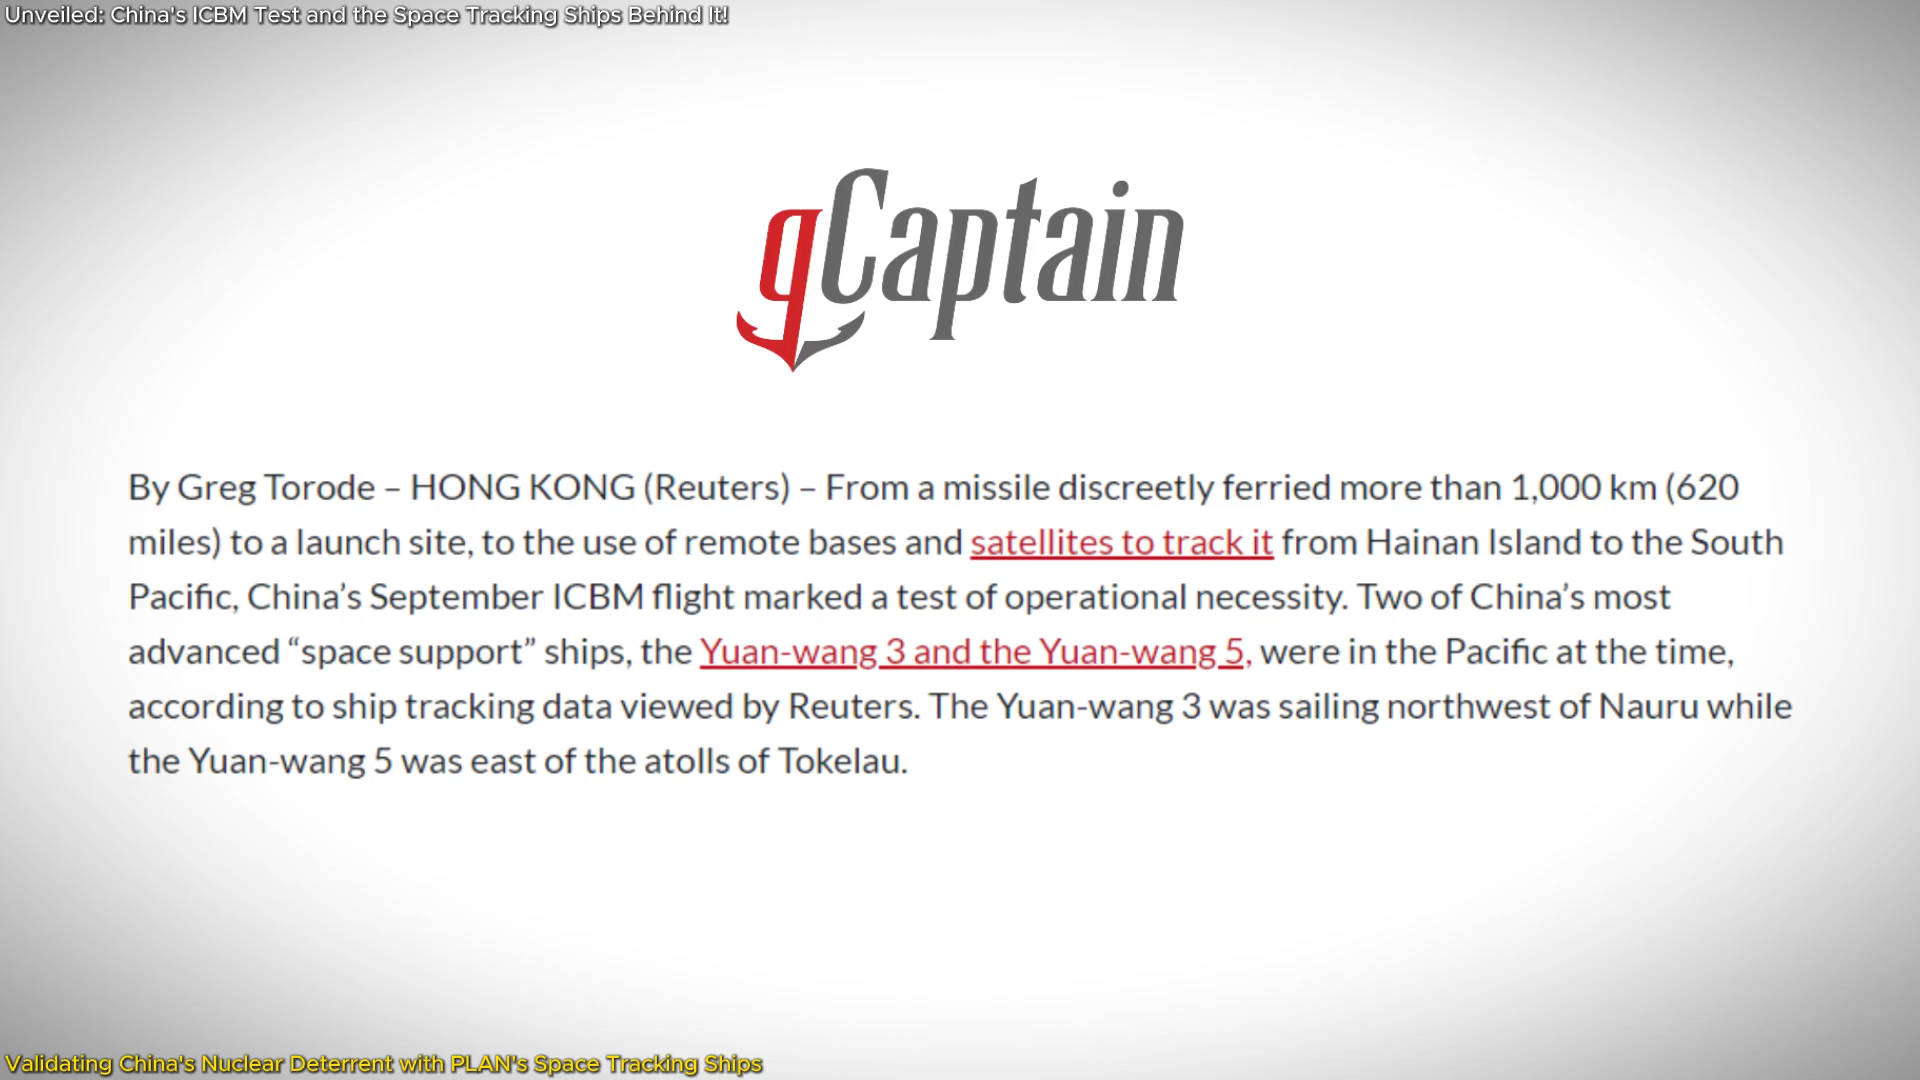 Unveiled: China's ICBM Test and the Space Tracking Ships Behind It!
gCaptain
By Greg Torode – HONG KONG (Reuters) – From a missile discreetly ferried more than 1,000 km (620
miles) to a launch site, to the use of remote bases and satellites to track it from Hainan Island to the South
Pacific, China’s September ICBM flight marked a test of operational necessity. Two of China’s most
advanced “space support” ships, the Yuan-wang 3 and the Yuan-wang 5, were in the Pacific at the time,
according to ship tracking data viewed by Reuters. The Yuan-wang 3 was sailing northwest of Nauru while
the Yuan-wang 5 was east of the atolls of Tokelau.
Validating China's Nuclear Deterrent with PLAN's Space Tracking Ships